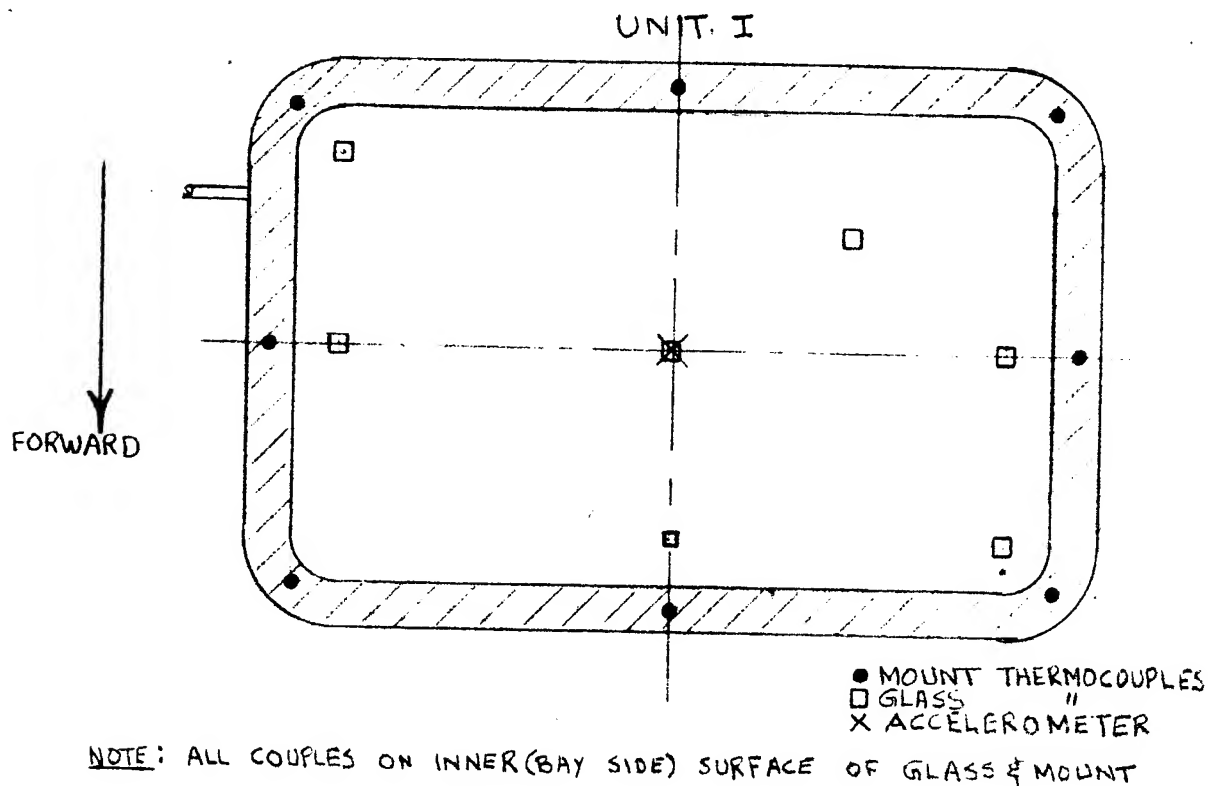 UNIT. I
FORWARD
● MOUNT THERMOCOUPLES
□ GLASS "
X ACCELEROMETER
NOTE: ALL COUPLES ON INNER (BAY SIDE) SURFACE OF GLASS & MOUNT